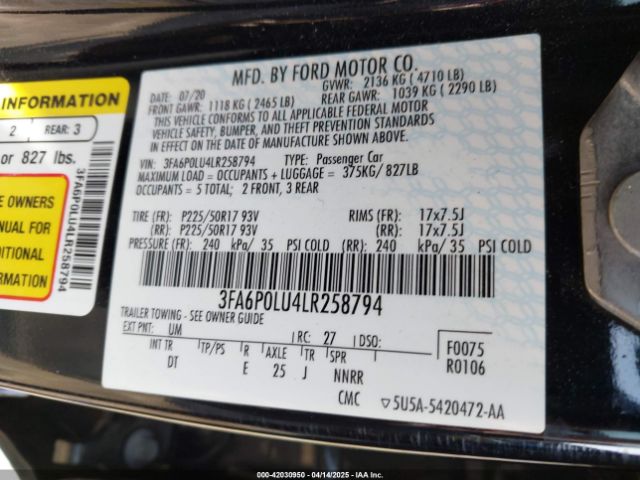 MFD. BY FORD MOTOR CO.
DATE: 07/20 GVWR: 2136 KG ( 4710 LB)
FRONT GAWR: 1118 KG ( 2465 LB) REAR GAWR: 1039 KG ( 2290 LB)
THIS VEHICLE CONFORMS TO ALL APPLICABLE FEDERAL MOTOR
VEHICLE SAFETY, BUMPER, AND THEFT PREVENTION STANDARDS
IN EFFECT ON THE DATE OF MANUFACTURE SHOWN ABOVE.
VIN: 3FA6P0LU4LR258794 TYPE: Passenger Car
MAXIMUM LOAD = OCCUPANTS + LUGGAGE = 375KG/827LB
OCCUPANTS = 5 TOTAL; 2 FRONT, 3 REAR
TIRE (FR): P225/50R17 93V RIMS (FR): 17x7.5J
(RR): P225/50R17 93V (RR): 17x7.5J
PRESSURE (FR): 240 kPa/ 35 PSI COLD (RR): 240 kPa/ 35 PSI COLD
3FA6P0LU4LR258794
TRAILER TOWING - SEE OWNER GUIDE
EXT PNT: UM RC: 27 DSO:
INT TR TP/PS R AXLE TR SPR
DT E 25 J NNRR
CMC
F0075
R0106
5U5A-5420472-AA
INFORMATION
2 REAR: 3
or 827 lbs.
E OWNERS
NUAL FOR
DITIONAL
ORMATION
3FA6P0LU4LR258794
000-42030950 - 04/14/2025 - IAAI.COM